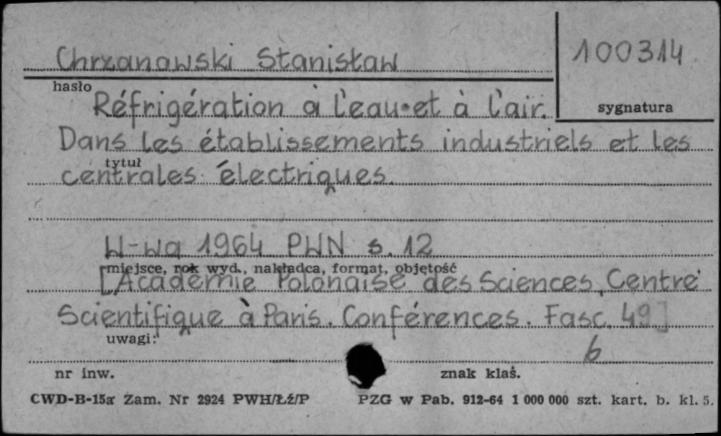 Chrzanowski Stanisław
100314
hasło
Réfrigération à l'eau et à l'air.
sygnatura
Dans les établissements industriels et les
tytuł
centrales électriques.
W-wa 1964 PWN s. 12
miejsce, rok wyd., nakładca, format, objętość
[Académie Polonaise des Sciences, Centre
Scientifique à Paris. Conférences. Fasc. 49]
uwagi:
6
nr inw. znak klas.
CWD-B-15a Zam. Nr 2924 PWH/Łź/P PZG w Pab. 912-64 1 000 000 szt. kart. b. kl. 5.